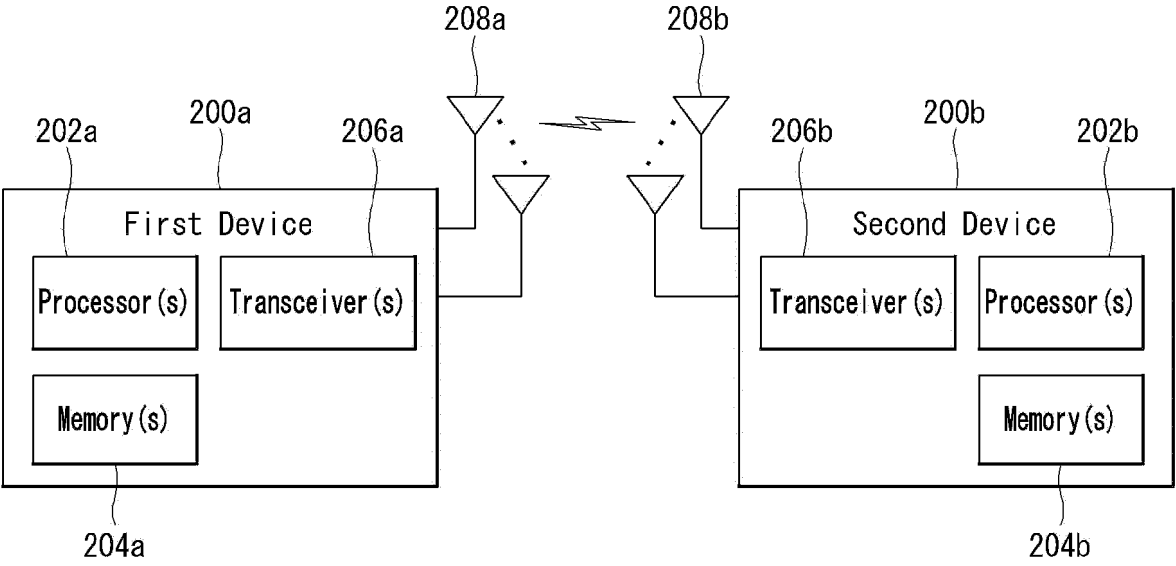 208a
208b
202a
200a
206a
206b
200b
202b
First Device
Second Device
Processor(s)
Transceiver(s)
Transceiver(s)
Processor(s)
Memory(s)
Memory(s)
204a
204b